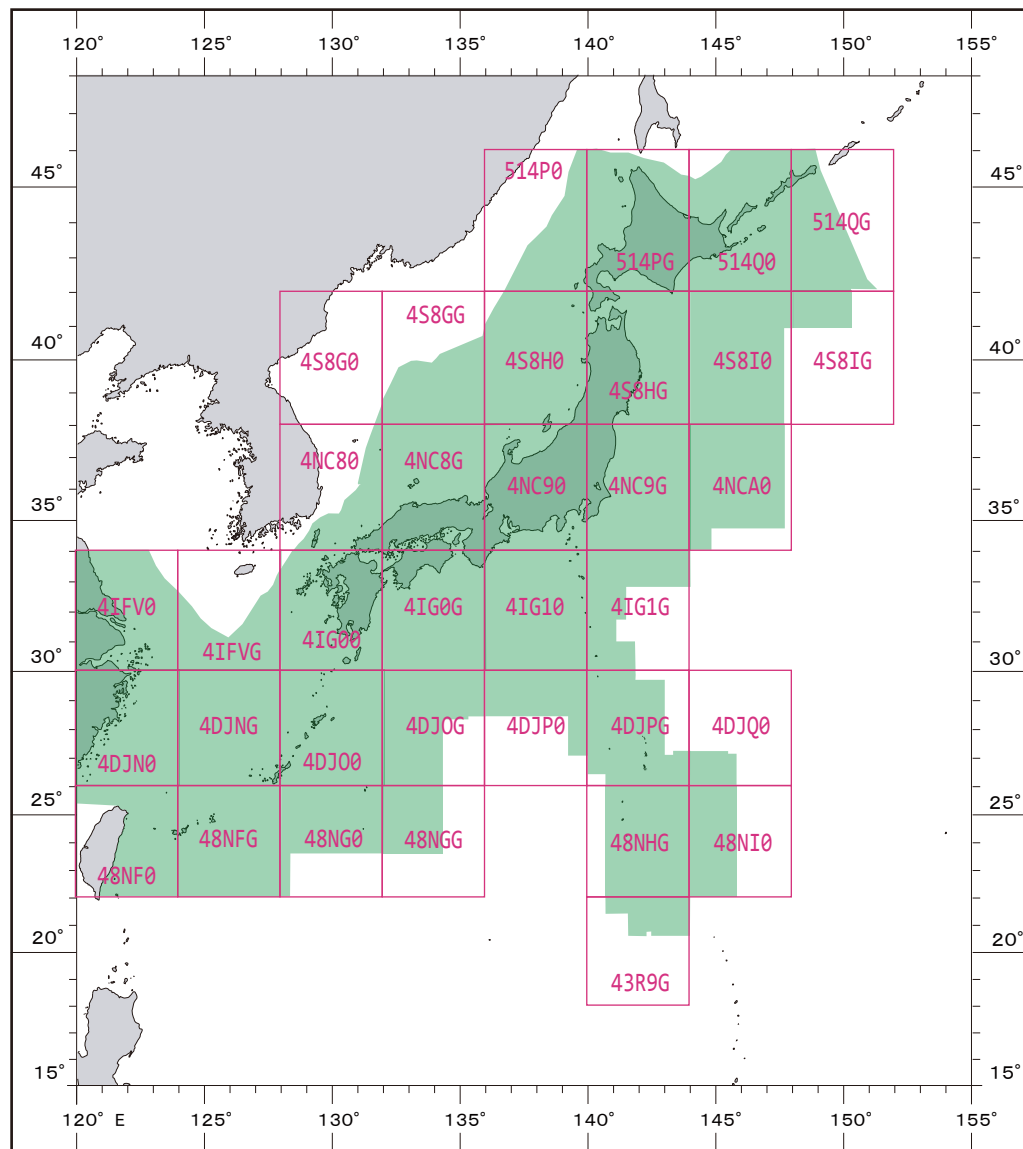 120° 125° 130° 135° 140° 145° 150° 155°
514P0
45° 45°
514QG
514PG 514Q0
4S8GG
4S8G0 4S8H0 4S8I0 4S8IG
40° 40°
4S8HG
4NC80 4NC8G
4NC90 4NC9G 4NCA0
35° 35°
4IFV0 4IG0G 4IG10 4IG1G
4IG00
4IFVG
30° 30°
4DJNG 4DJOG 4DJP0 4DJPG 4DJQ0
4DJN0 4DJO0
25° 25°
48NFG 48NG0 48NGG 48NHG 48NI0
48NF0
20° 20°
43R9G
15° 15°
120° E 125° 130° 135° 140° 145° 150° 155°